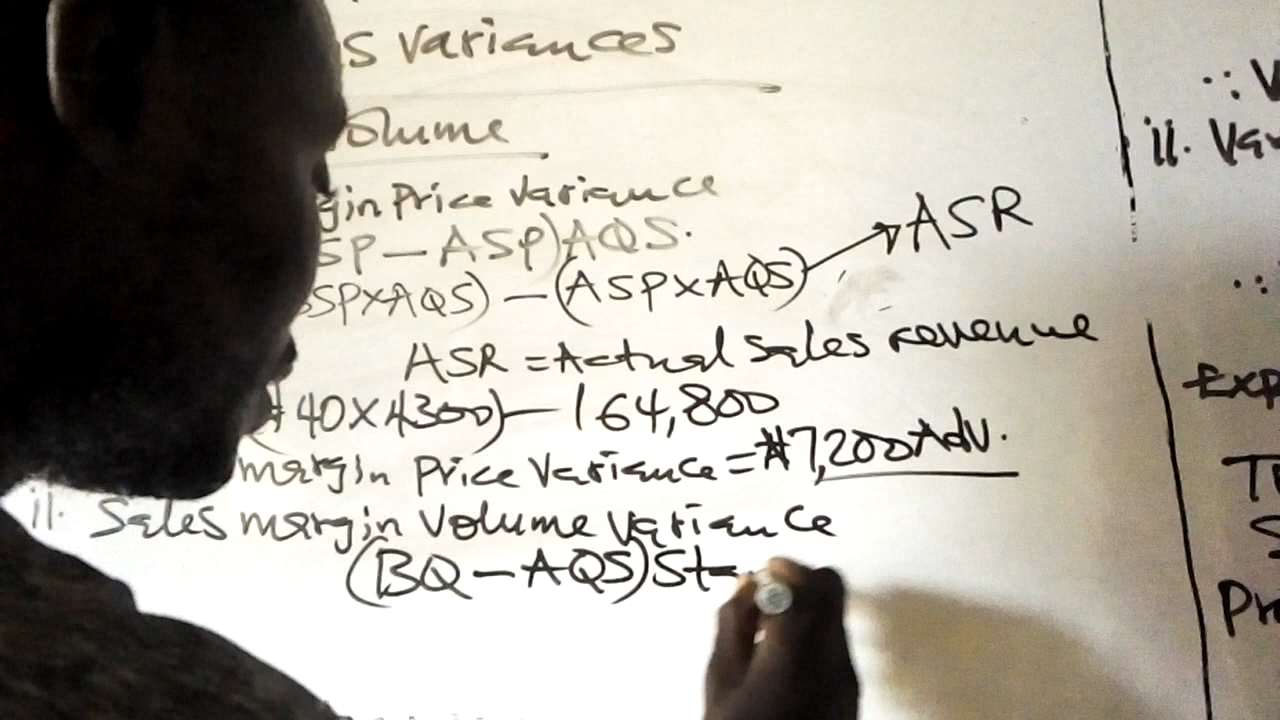 s variances
olume
gin Price variance
SP – ASP) AQS.
SPXAQS) – (ASPXAQS) → ASR
ASR = Actual sales revenue
40 X 4300) – 164,800
margin price variance = ₦7,200 Adv.
ii. Sales margin volume variance
(BQ – AQS) St
∴ V
ii. Var
∴
Exp
T
S
Pr